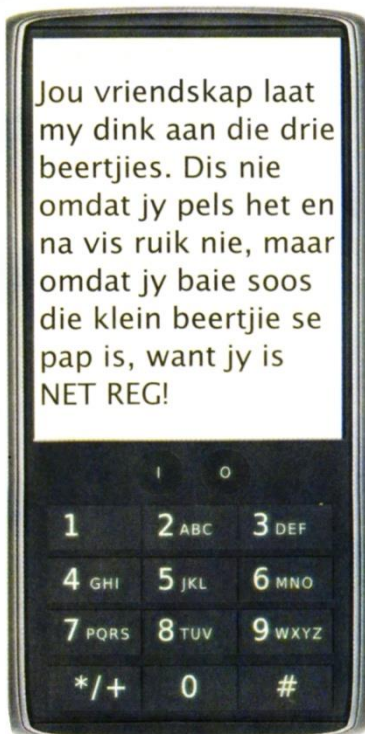 Jou vriendskap laat
my dink aan die drie
beertjies. Dis nie
omdat jy pels het en
na vis ruik nie, maar
omdat jy baie soos
die klein beertjie se
pap is, want jy is
NET REG!
I O
1 2 ABC 3 DEF
4 GHI 5 JKL 6 MNO
7 PQRS 8 TUV 9 WXYZ
*/+ 0 #